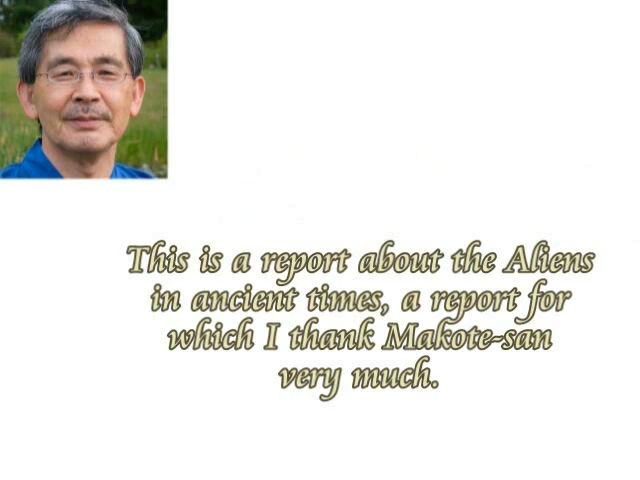 This is a report about the Aliens
in ancient times, a report for
which I thank Makote-san
very much.